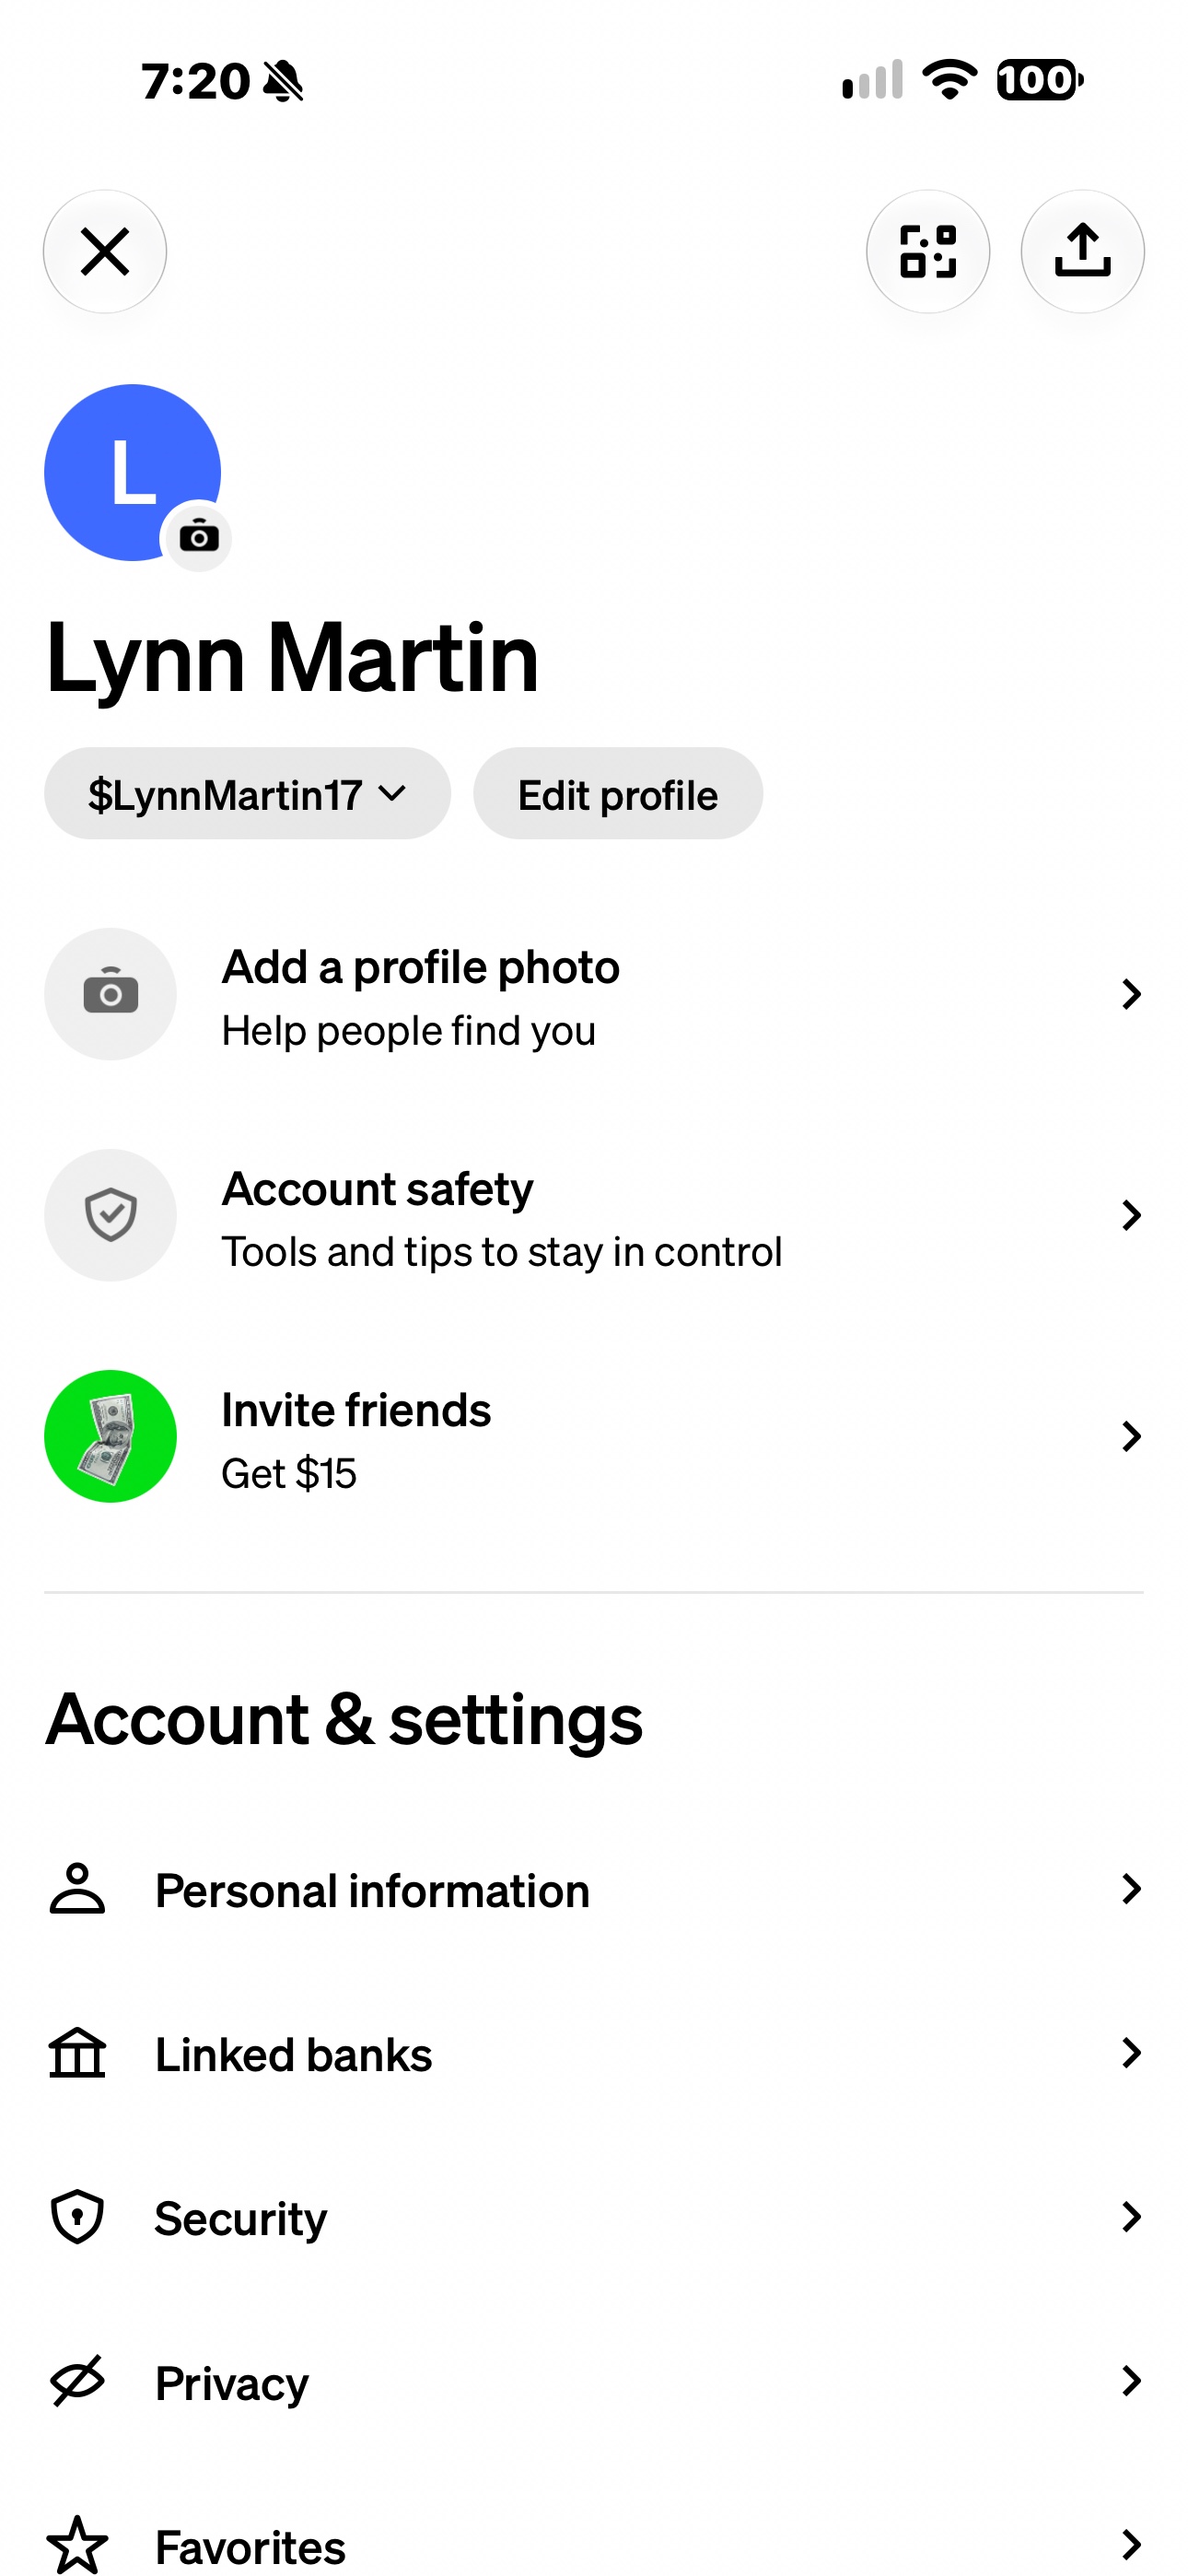 7:20
100
L
Lynn Martin
$LynnMartin17
Edit profile
Add a profile photo
Help people find you
Account safety
Tools and tips to stay in control
Invite friends
Get $15
Account & settings
Personal information
Linked banks
Security
Privacy
Favorites